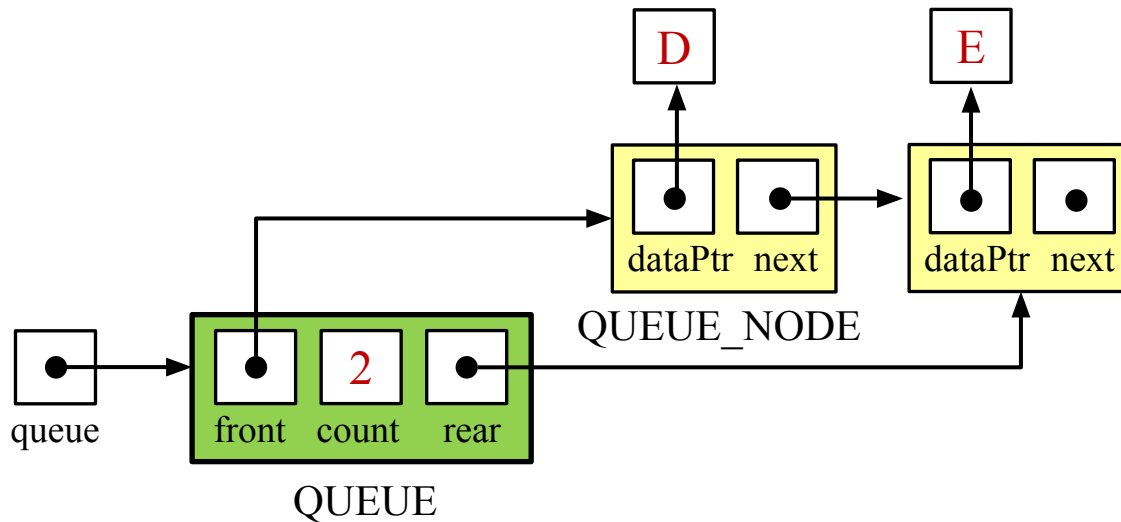 D E
dataPtr next dataPtr next
QUEUE_NODE
2
queue front count rear
QUEUE